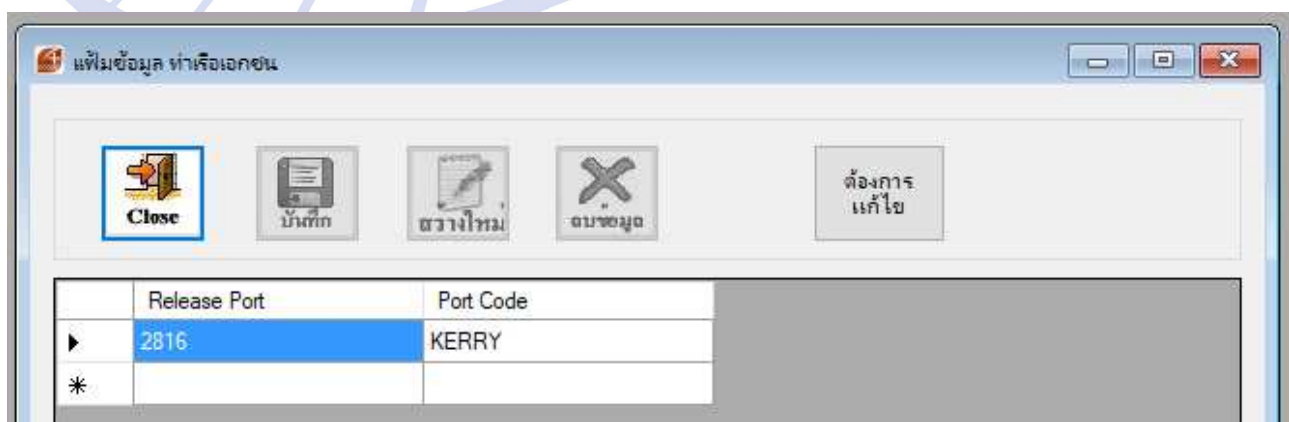 แฟ้มข้อมูล ท่าเรือเอกชน
Close
บันทึก
สวางใหม่
ลบข้อมูล
ต้องการ
แก้ไข
Release Port Port Code
2816 KERRY